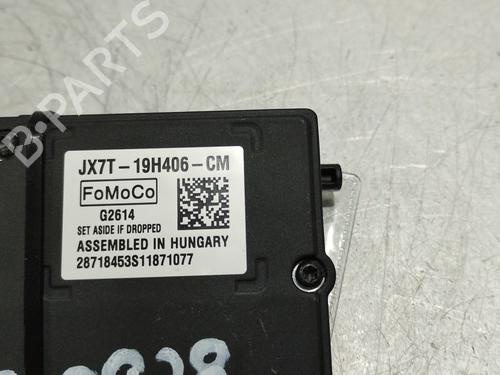 B-PARTS
JX7T-19H406-CM
FoMoCo
G2614
SET ASIDE IF DROPPED
ASSEMBLED IN HUNGARY
28718453S11871077